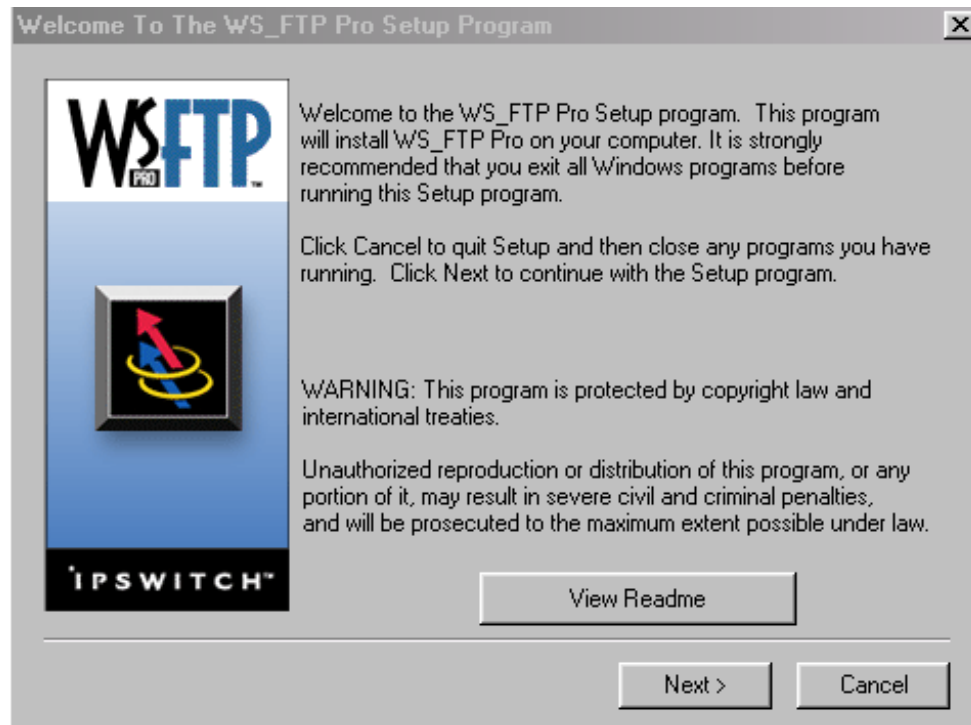 Welcome To The WS_FTP Pro Setup Program
WS FTP
PRO
Welcome to the WS_FTP Pro Setup program.  This program
will install WS_FTP Pro on your computer. It is strongly
recommended that you exit all Windows programs before
running this Setup program.
Click Cancel to quit Setup and then close any programs you have
running.  Click Next to continue with the Setup program.
WARNING: This program is protected by copyright law and
international treaties.
Unauthorized reproduction or distribution of this program, or any
portion of it, may result in severe civil and criminal penalties,
and will be prosecuted to the maximum extent possible under law.
IPSWITCH™
View Readme
Next >
Cancel